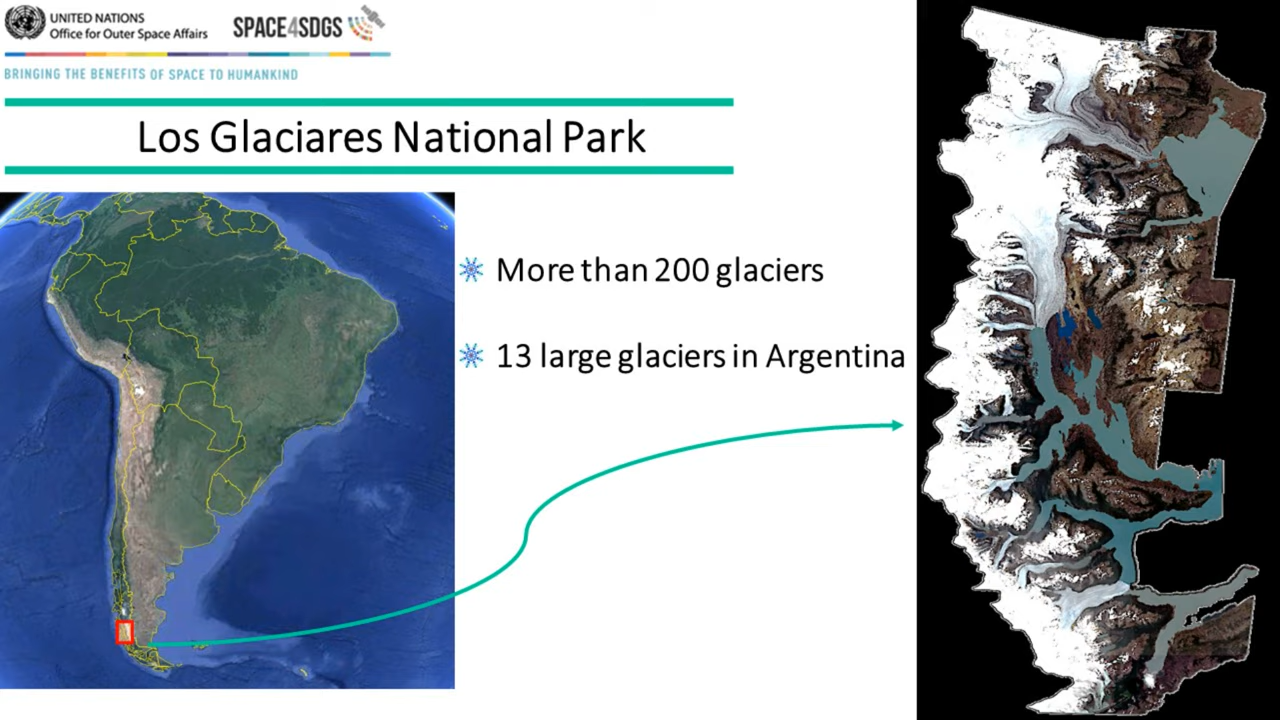 UNITED NATIONS
Office for Outer Space Affairs
SPACE4SDGS
BRINGING THE BENEFITS OF SPACE TO HUMANKIND
Los Glaciares National Park
More than 200 glaciers
13 large glaciers in Argentina